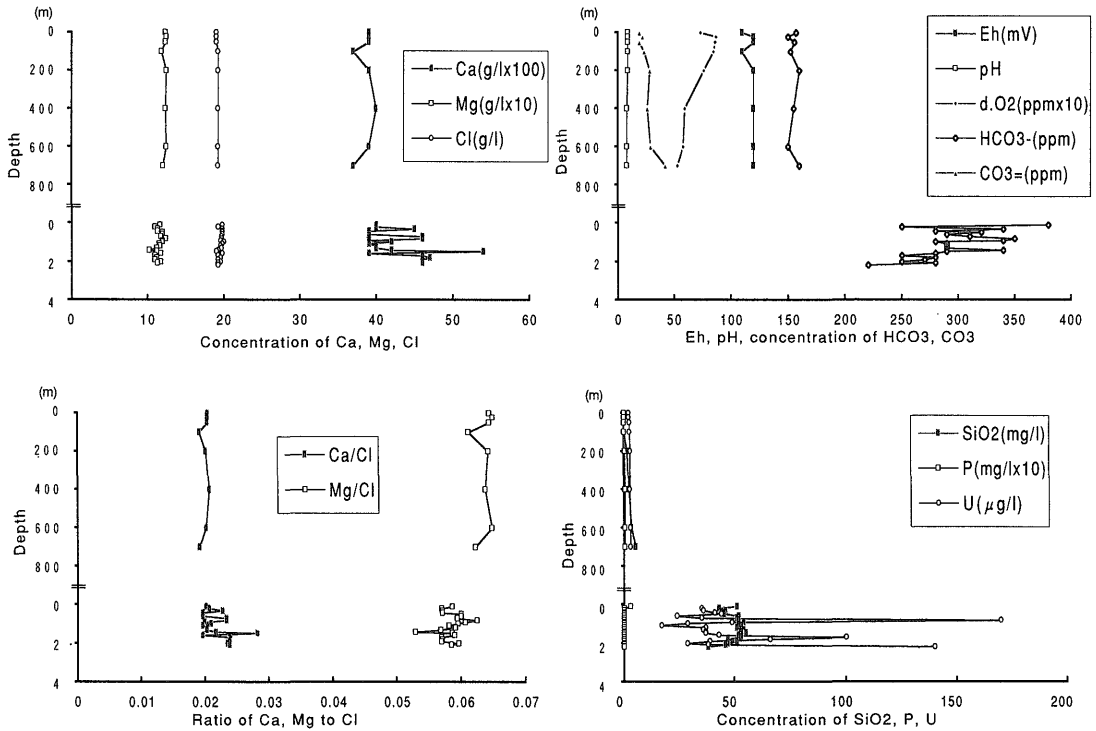 (m)
0
200
400
600
800
0
2
4
Depth
Ca(g/lx100)
Mg(g/lx10)
Cl(g/l)
0 10 20 30 40 50 60
Concentration of Ca, Mg, Cl
(m)
0
200
400
600
800
0
2
4
Depth
Eh(mV)
pH
d.O2(ppmx10)
HCO3-(ppm)
CO3=(ppm)
0 50 100 150 200 250 300 350 400
Eh, pH, concentration of HCO3, CO3
(m)
0
200
400
600
800
0
2
4
Depth
Ca/Cl
Mg/Cl
0 0.01 0.02 0.03 0.04 0.05 0.06 0.07
Ratio of Ca, Mg to Cl
(m)
0
200
400
600
800
0
2
4
Depth
SiO2(mg/l)
P(mg/lx10)
U(μg/l)
0 50 100 150 200
Concentration of SiO2, P, U